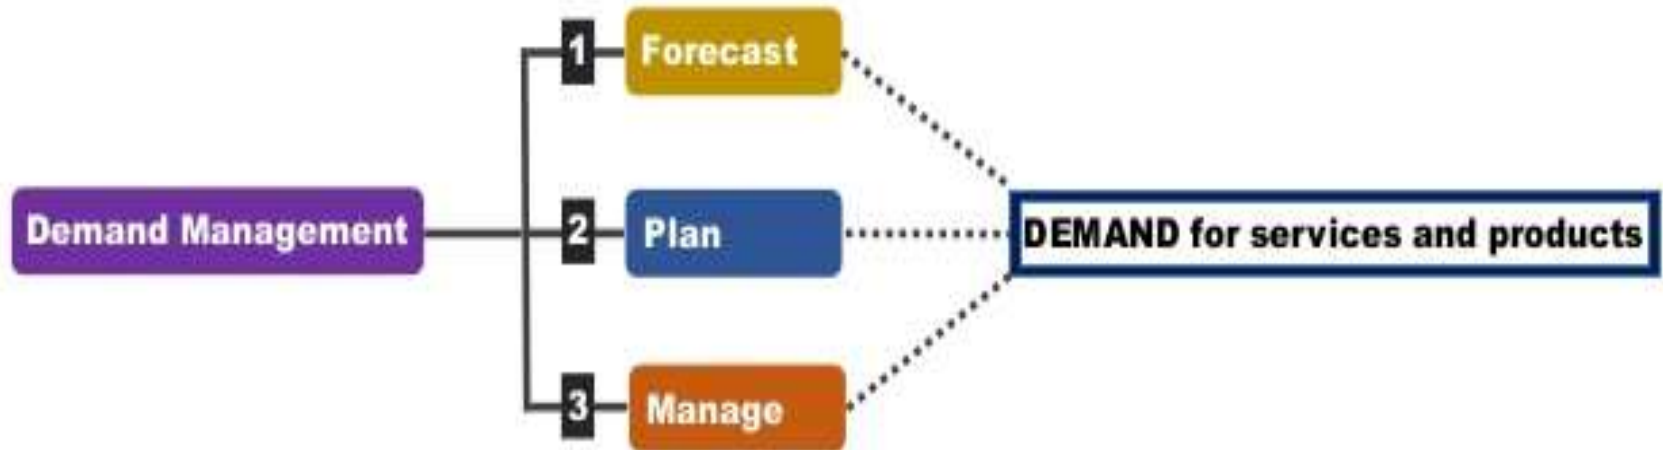 Demand Management
1
Forecast
2
Plan
3
Manage
DEMAND for services and products